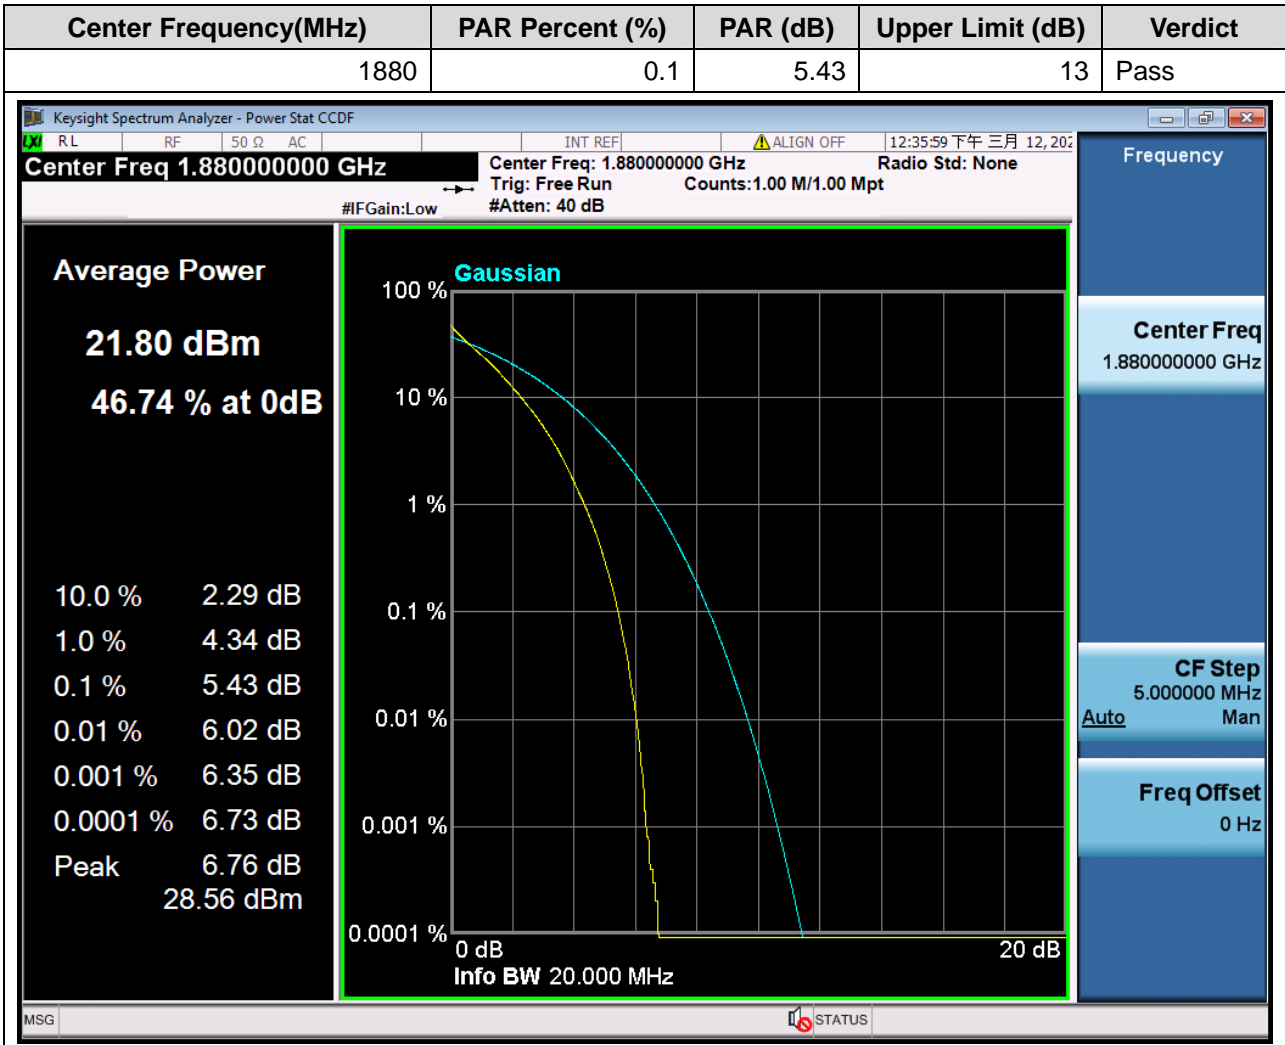 Center Frequency(MHz) PAR Percent (%) PAR (dB) Upper Limit (dB) Verdict
1880 0.1 5.43 13 Pass
Keysight Spectrum Analyzer - Power Stat CCDF
LXI RL RF 50 Ω AC INT REF ALIGN OFF 12:35:59 下午 三月 12, 202
Center Freq 1.880000000 GHz
Center Freq: 1.880000000 GHz Radio Std: None
Trig: Free Run Counts:1.00 M/1.00 Mpt
#IFGain:Low #Atten: 40 dB
Average Power
21.80 dBm
46.74 % at 0dB
10.0 % 2.29 dB
1.0 % 4.34 dB
0.1 % 5.43 dB
0.01 % 6.02 dB
0.001 % 6.35 dB
0.0001 % 6.73 dB
Peak 6.76 dB
28.56 dBm
Gaussian
100 %
10 %
1 %
0.1 %
0.01 %
0.001 %
0.0001 %
0 dB 20 dB
Info BW 20.000 MHz
Frequency
Center Freq
1.880000000 GHz
CF Step
5.000000 MHz
Auto Man
Freq Offset
0 Hz
MSG STATUS